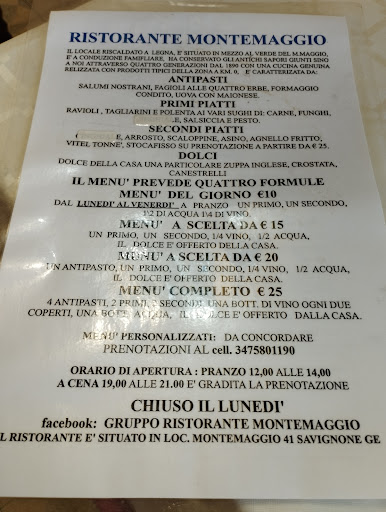 RISTORANTE MONTEMAGGIO
IL LOCALE RISCALDATO A LEGNA, E' SITUATO IN MEZZO AL VERDE DEL M.MAGGIO,
E' A CONDUZIONE FAMIGLIARE, HA CONSERVATO GLI ANTICHI SAPORI GIUNTI SINO
A NOI ATTRAVERSO QUATTRO GENERAZIONI DAL 1890 CON UNA CUCINA GENUINA
REALIZZATA CON PRODOTTI TIPICI DELLA ZONA A KM. 0, E' CARATTERIZATA DA:
ANTIPASTI
SALUMI NOSTRANI, FAGIOLI ALLE QUATTRO ERBE, FORMAGGIO
CONDITO, UOVA CON MAIONESE.
PRIMI PIATTI
RAVIOLI , TAGLIARINI E POLENTA AI VARI SUGHI DI: CARNE, FUNGHI,
E, SALSICCIA E PESTO.
SECONDI PIATTI
, ARROSTO, SCALOPPINE, ASINO, AGNELLO FRITTO,
VITEL TONNE', STOCAFISSO SU PRENOTAZIONE A PARTIRE DA € 25.
DOLCI
DOLCE DELLA CASA UNA PARTICOLARE ZUPPA INGLESE, CROSTATA,
CANESTRELLI
IL MENU' PREVEDE QUATTRO FORMULE
MENU' DEL GIORNO €10
DAL LUNEDI' AL VENERDI' A PRANZO UN PRIMO, UN SECONDO,
1/2 DI ACQUA 1\4 DI VINO.
MENU' A SCELTA DA € 15
UN PRIMO, UN SECONDO, 1/4 VINO, 1/2 ACQUA,
IL DOLCE E' OFFERTO DELLA CASA.
MENU' A SCELTA DA € 20
UN ANTIPASTO, UN PRIMO, UN SECONDO, 1/4 VINO, 1/2 ACQUA,
IL DOLCE E' OFFERTO DELLA CASA.
MENU' COMPLETO € 25
4 ANTIPASTI, 2 PRIMI, 2 SECONDI, UNA BOTT. DI VINO OGNI DUE
COPERTI, UNA BOTT. ACQUA, IL DOLCE E' OFFERTO DALLA CASA.
MENU' PERSONALIZZATI: DA CONCORDARE
PRENOTAZIONI AL cell. 3475801190
ORARIO DI APERTURA : PRANZO 12,00 ALLE 14,00
A CENA 19,00 ALLE 21.00 E' GRADITA LA PRENOTAZIONE
CHIUSO IL LUNEDI'
facebook: GRUPPO RISTORANTE MONTEMAGGIO
L RISTORANTE E' SITUATO IN LOC. MONTEMAGGIO 41 SAVIGNONE GE